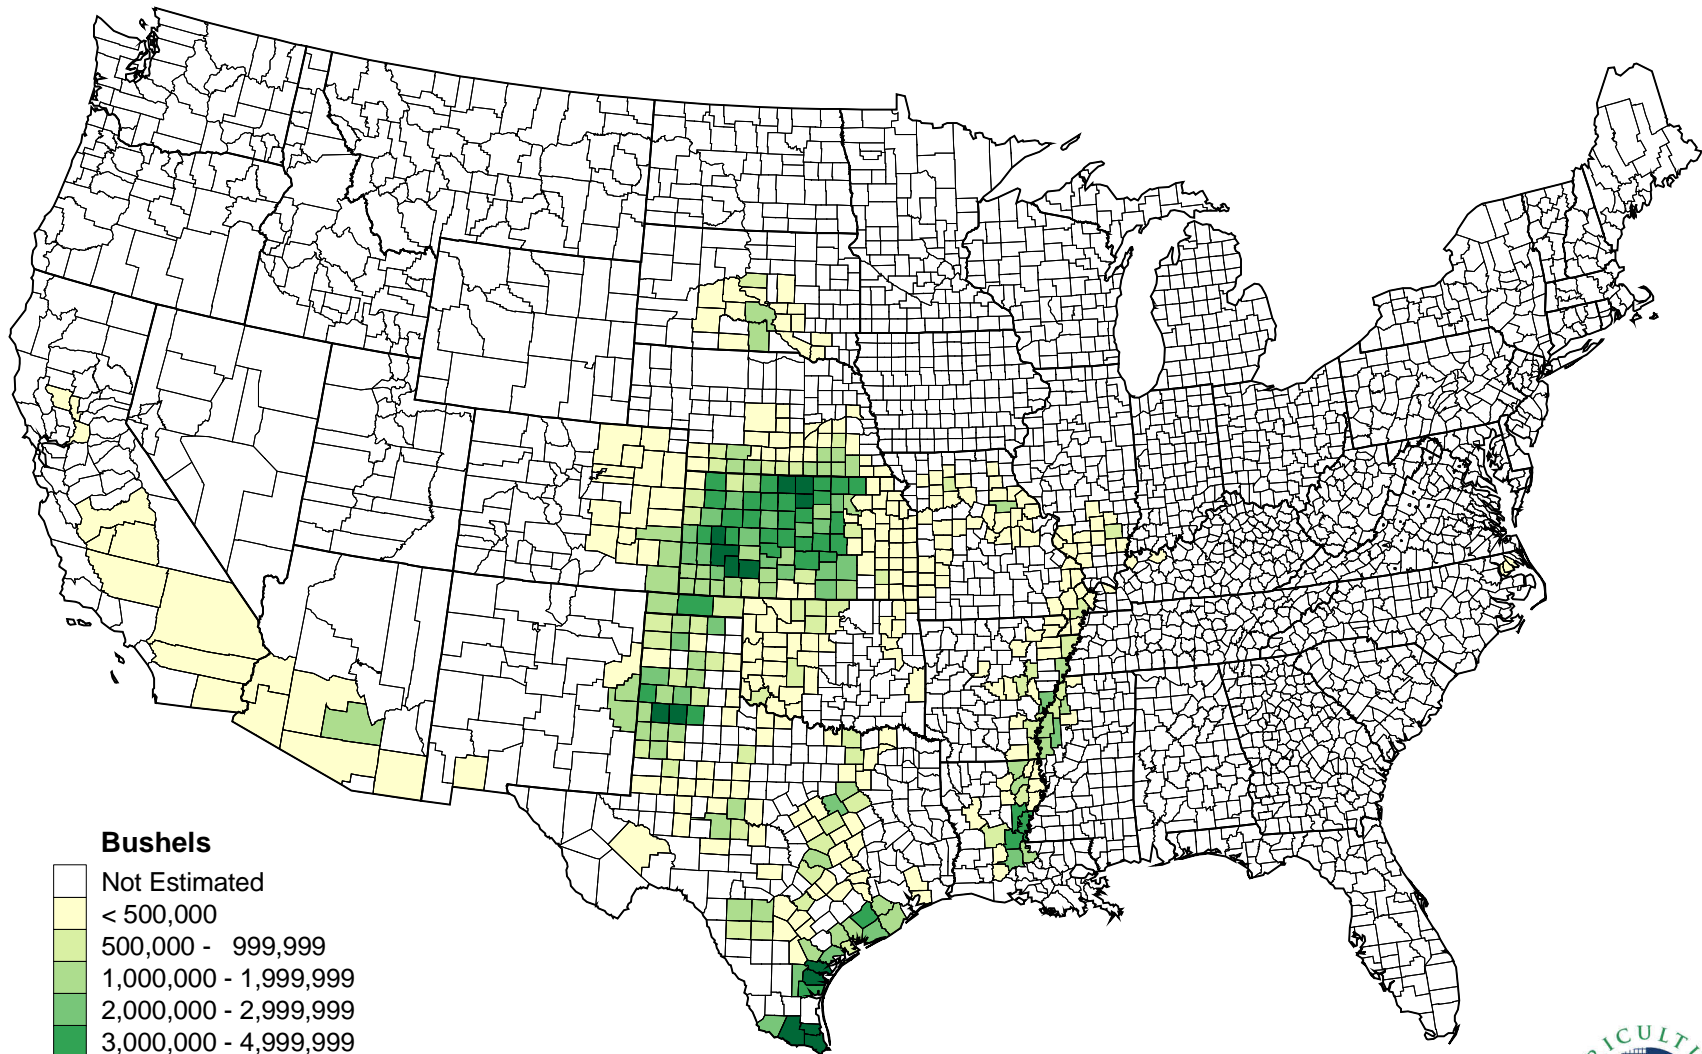 Bushels
Not Estimated
< 500,000
500,000 - 999,999
1,000,000 - 1,999,999
2,000,000 - 2,999,999
3,000,000 - 4,999,999